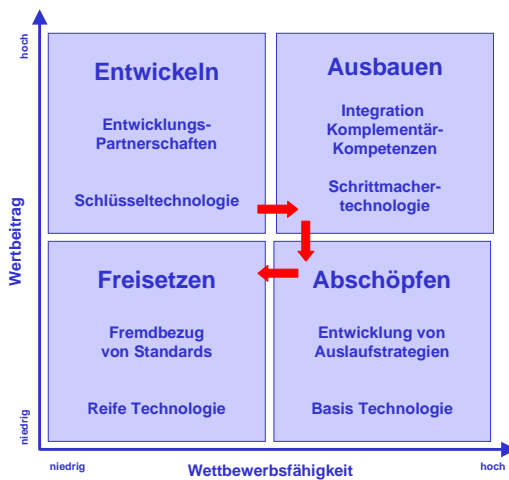 hoch
Wertbeitrag
niedrig
Entwickeln
Entwicklungs-
Partnerschaften
Schlüsseltechnologie
Ausbauen
Integration
Komplementär-
Kompetenzen
Schrittmacher-
technologie
Freisetzen
Fremdbezug
von Standards
Reife Technologie
Abschöpfen
Entwicklung von
Auslaufstrategien
Basis Technologie
niedrig
Wettbewerbsfähigkeit
hoch